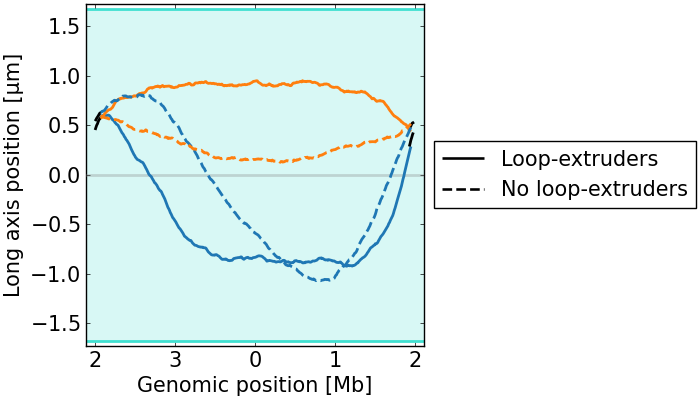 1.5
1.0
0.5
0.0
−0.5
−1.0
−1.5
Long axis position [μm]
2 3 0 1 2
Genomic position [Mb]
Loop-extruders
No loop-extruders